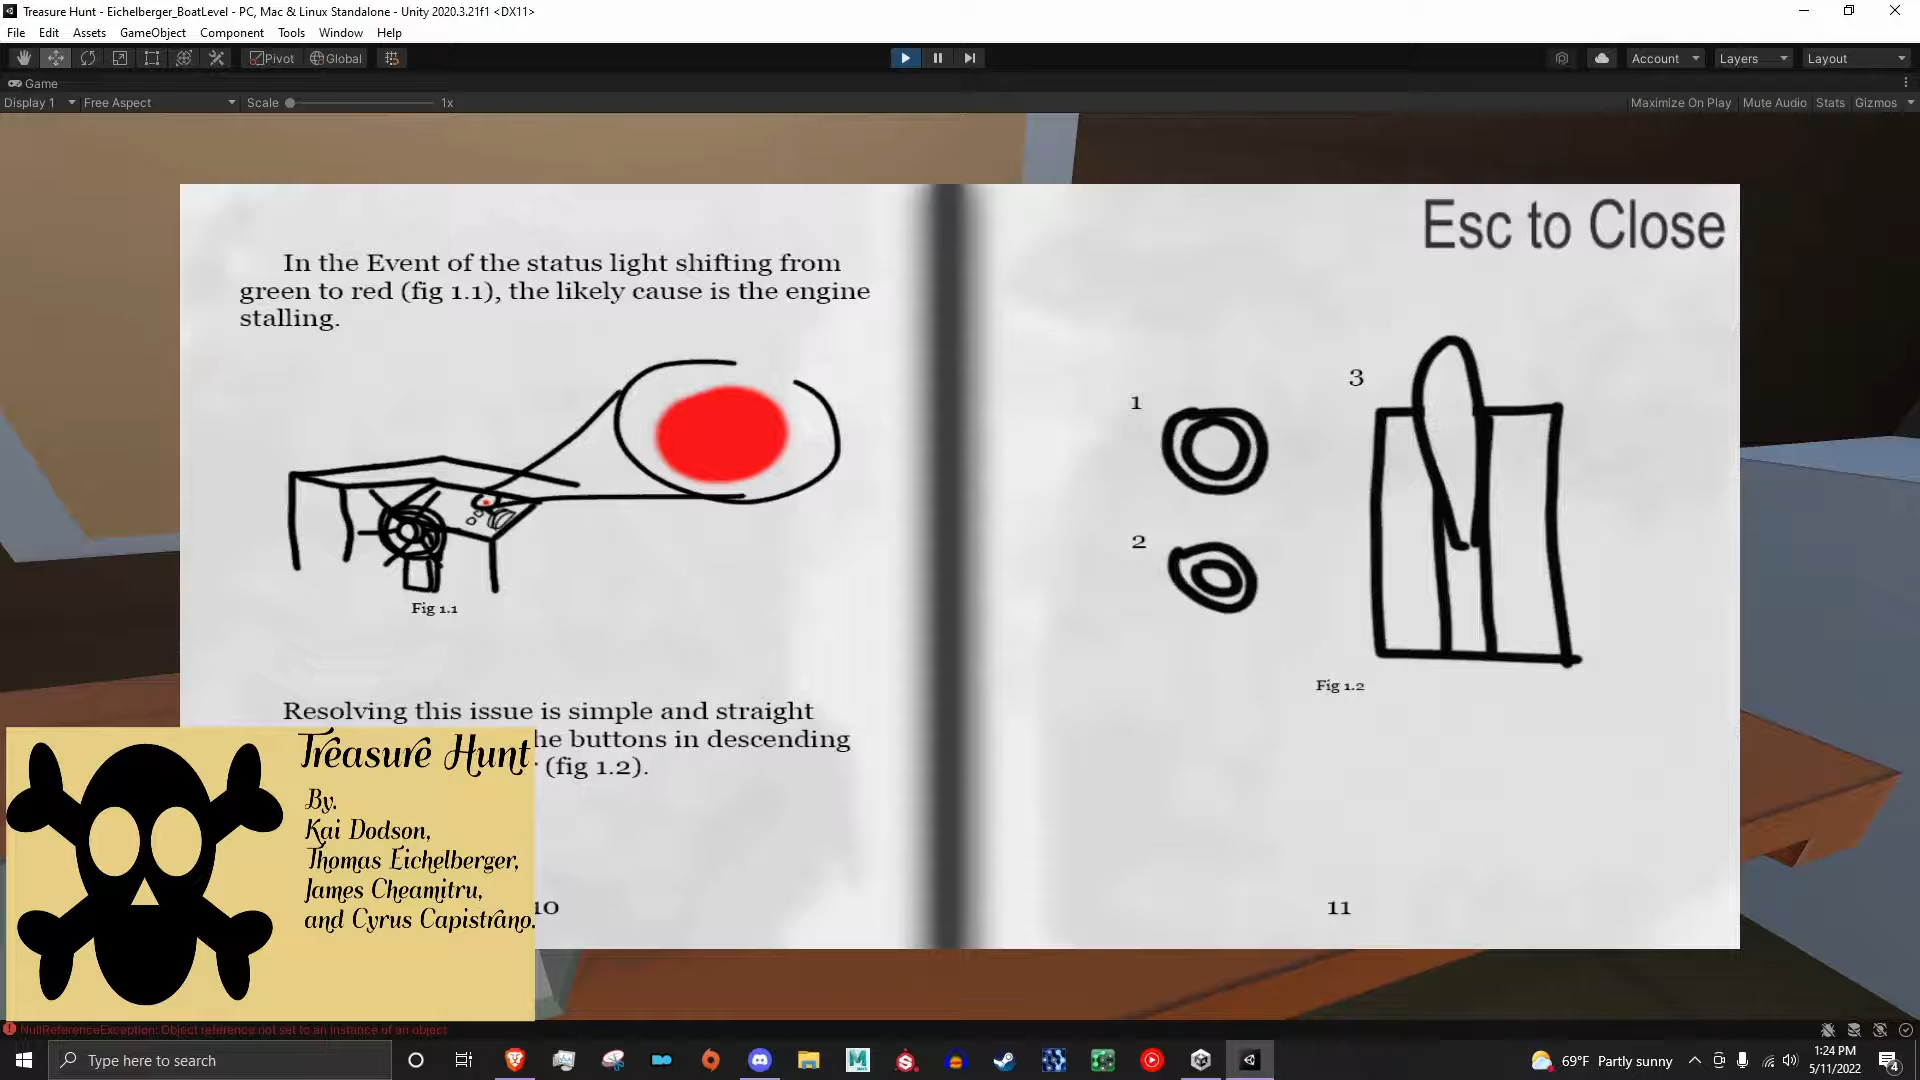 Treasure Hunt - Eichelberger_BoatLevel - PC, Mac & Linux Standalone - Unity 2020.3.21f1 <DX11>
File Edit Assets GameObject Component Tools Window Help
Pivot Global Account Layers Layout
Game
Display 1 Free Aspect Scale 1x Maximize On Play Mute Audio Stats Gizmos
Esc to Close
In the Event of the status light shifting from
green to red (fig 1.1), the likely cause is the engine
stalling.
Fig 1.1
Resolving this issue is simple and straight
he buttons in descending
(fig 1.2).
10
1
2
3
Fig 1.2
11
Treasure Hunt
By.
Kai Dodson,
Thomas Eichelberger,
James Cheamitru,
and Cyrus Capistrano.
NullReferenceException: Object reference not set to an instance of an object
Type here to search
69°F Partly sunny
1:24 PM
5/11/2022
4